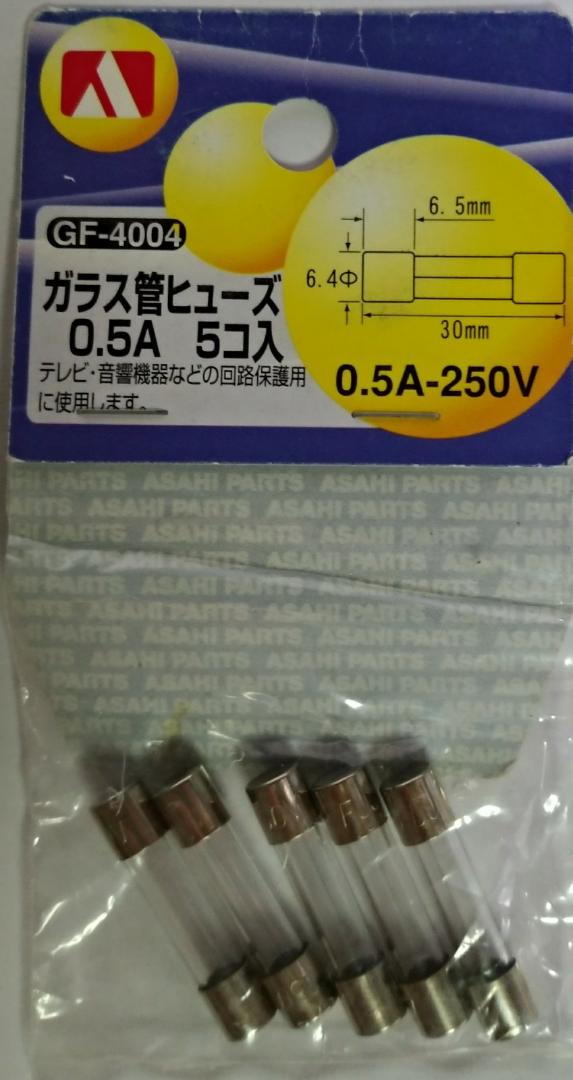 GF-4004
ガラス管ヒューズ
0.5A 5コ入
テレビ・音響機器などの回路保護用
に使用します。
6.5mm
6.4Φ
30mm
0.5A-250V
ASAHI PARTS ASAHI PARTS ASAHI PARTS